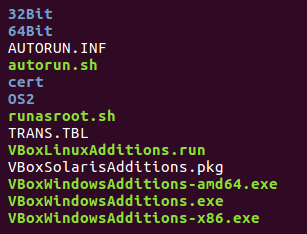 32Bit
64Bit
AUTORUN.INF
autorun.sh
cert
OS2
runasroot.sh
TRANS.TBL
VBoxLinuxAdditions.run
VBoxSolarisAdditions.pkg
VBoxWindowsAdditions-amd64.exe
VBoxWindowsAdditions.exe
VBoxWindowsAdditions-x86.exe